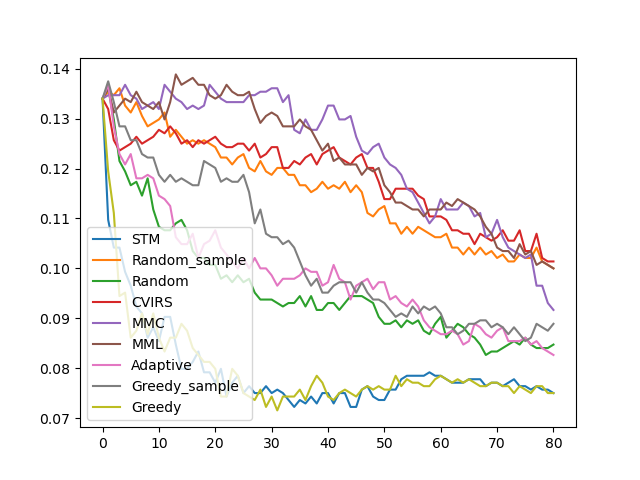 0.14
0.13
0.12
0.11
0.10
0.09
0.08
0.07
STM
Random_sample
Random
CVIRS
MMC
MML
Adaptive
Greedy_sample
Greedy
0 10 20 30 40 50 60 70 80